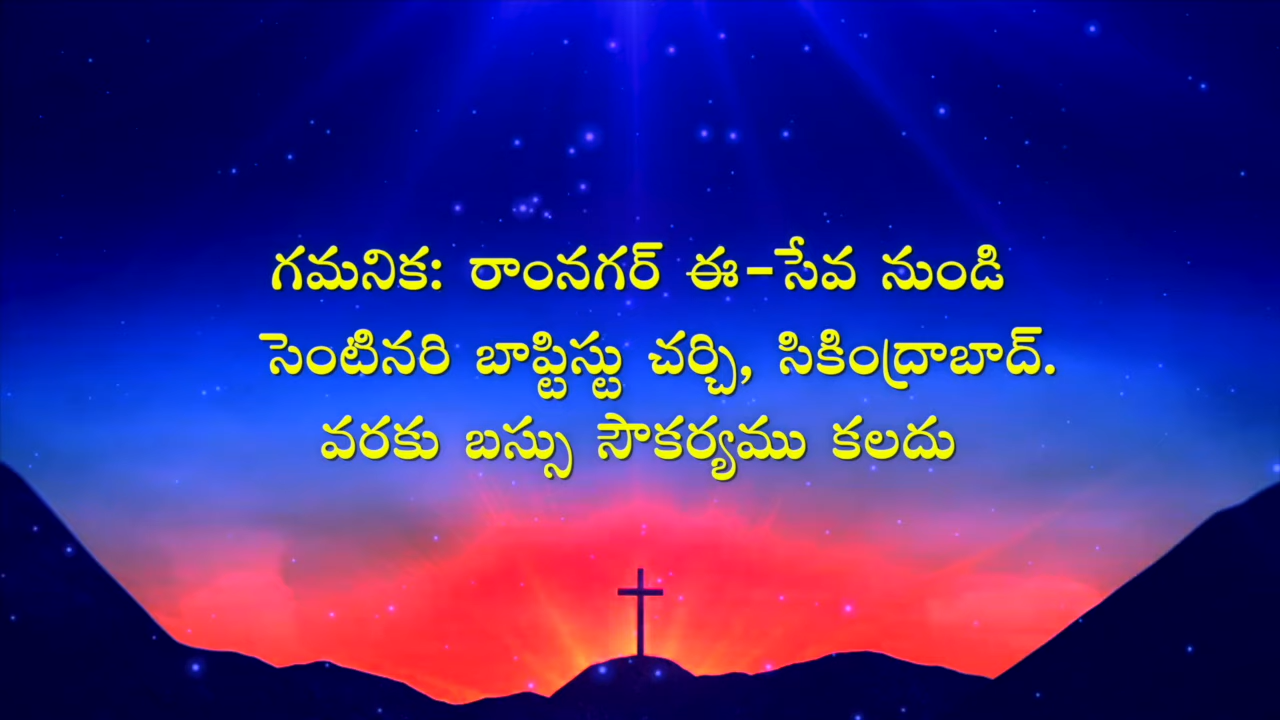 గమనిక: రాంనగర్ ఈ-సేవ నుండి
సెంటినరి బాప్టిస్టు చర్చి, సికింద్రాబాద్.
వరకు బస్సు సౌకర్యము కలదు